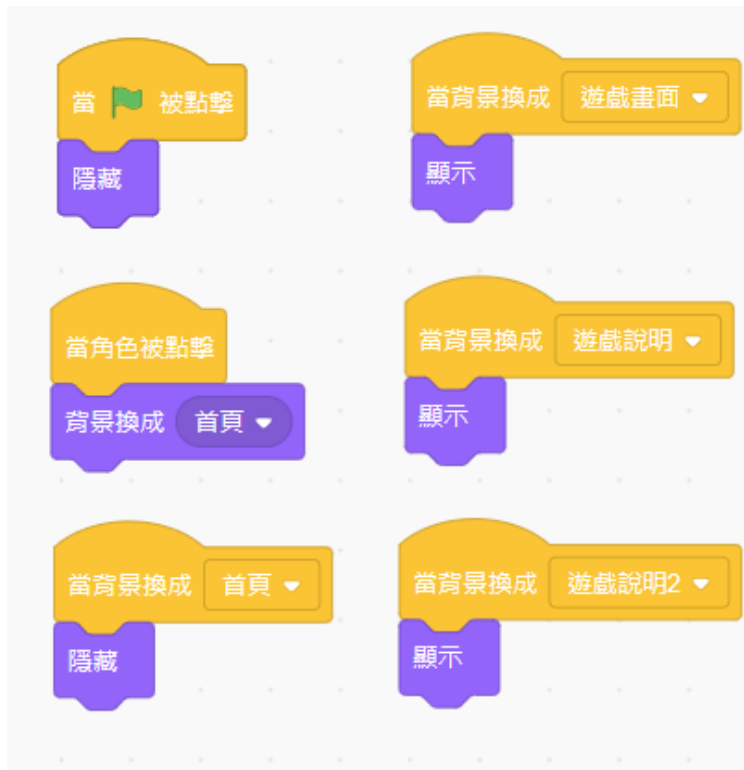 當 被點擊
隱藏
當背景換成 遊戲畫面
顯示
當角色被點擊
背景換成 首頁
當背景換成 遊戲說明
顯示
當背景換成 首頁
隱藏
當背景換成 遊戲說明2
顯示